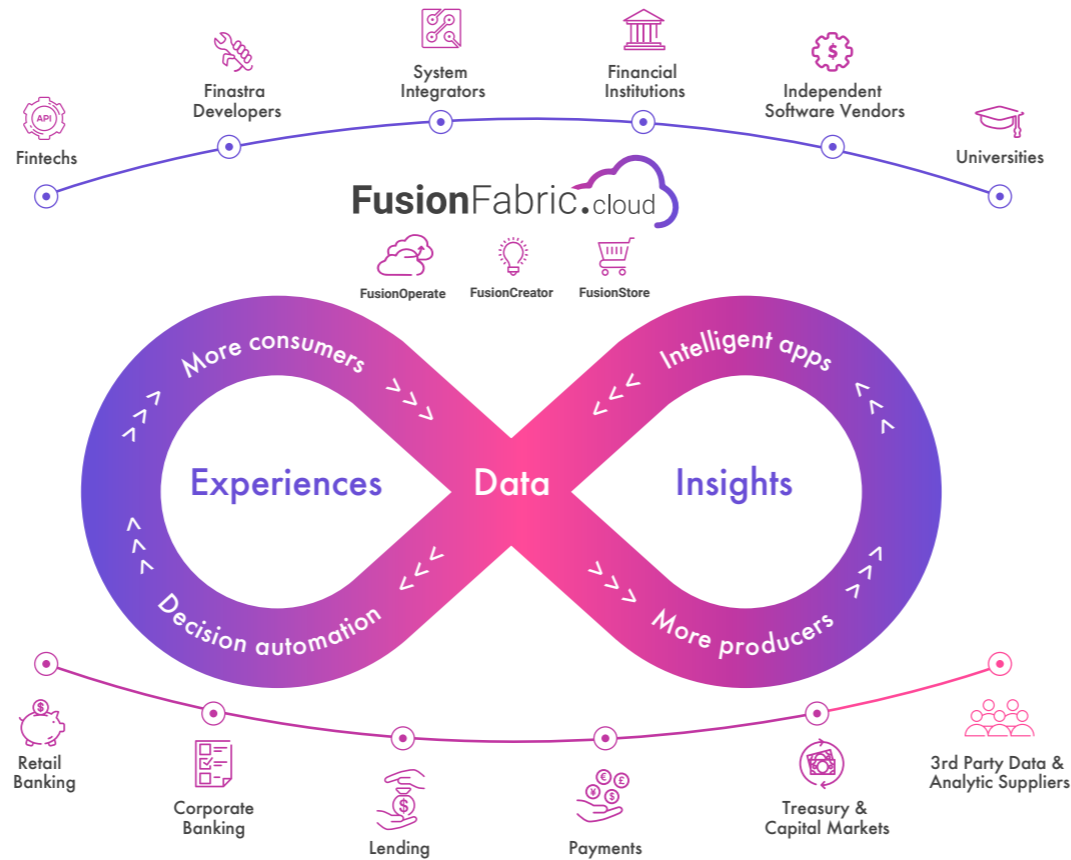 System
Integrators
Financial
Institutions
Finastra
Developers
Independent
Software Vendors
API
$
Fintechs
Universities
FusionFabric.cloud
FusionOperate
FusionCreator
FusionStore
More consumers
Intelligent apps
Experiences
Data
Insights
Decision automation
More producers
$
Retail
Banking
Corporate
Banking
$
Lending
€
£
¥
$
Payments
Treasury &
Capital Markets
3rd Party Data &
Analytic Suppliers